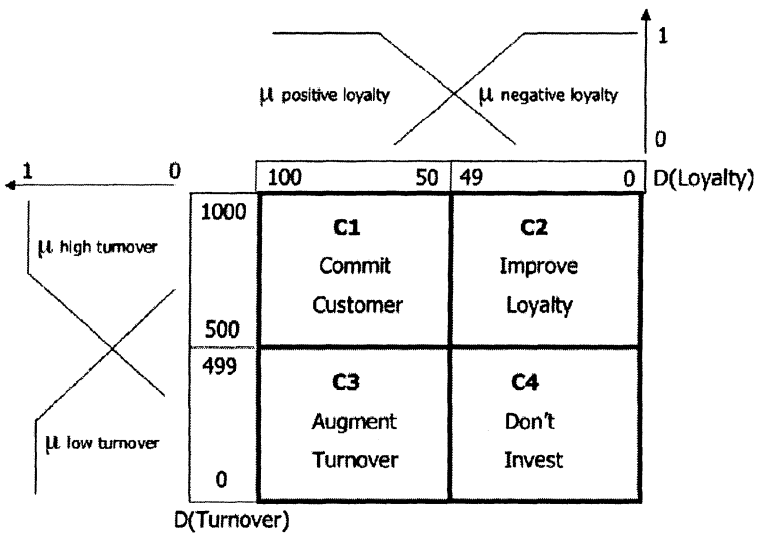 1
μ positive loyalty
μ negative loyalty
0
1 0
100 50 49 0 D(Loyalty)
1000
μ high turnover
500
C1
Commit
Customer
C2
Improve
Loyalty
499
μ low turnover
0
C3
Augment
Turnover
C4
Don't
Invest
D(Turnover)